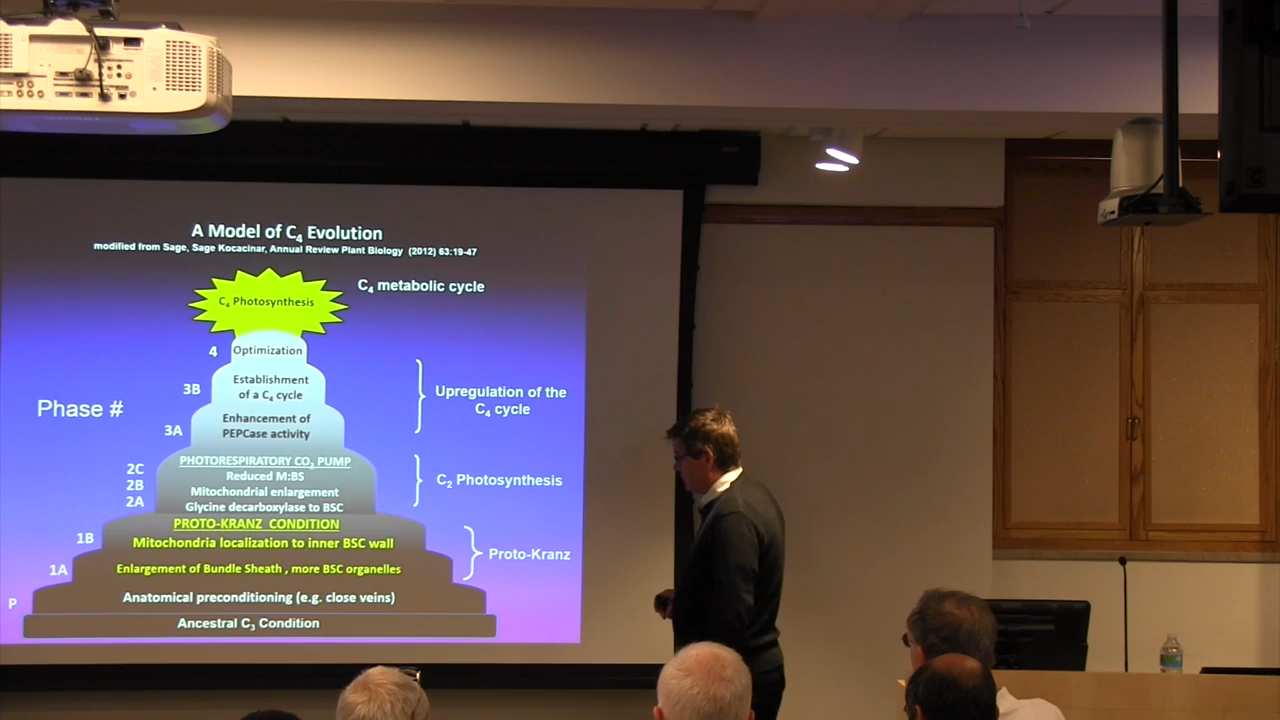 A Model of C4 Evolution
modified from Sage, Sage Kocacinar, Annual Review Plant Biology (2012) 63:19-47
C4 Photosynthesis
C4 metabolic cycle
4
Optimization
3B
Establishment
of a C4 cycle
Upregulation of the
C4 cycle
Phase #
3A
Enhancement of
PEPCase activity
2C
PHOTORESPIRATORY CO2 PUMP
2B
Reduced M:BS
C2 Photosynthesis
2A
Mitochondrial enlargement
Glycine decarboxylase to BSC
PROTO-KRANZ CONDITION
1B
Mitochondria localization to inner BSC wall
Proto-Kranz
1A
Enlargement of Bundle Sheath , more BSC organelles
P
Anatomical preconditioning (e.g. close veins)
Ancestral C3 Condition